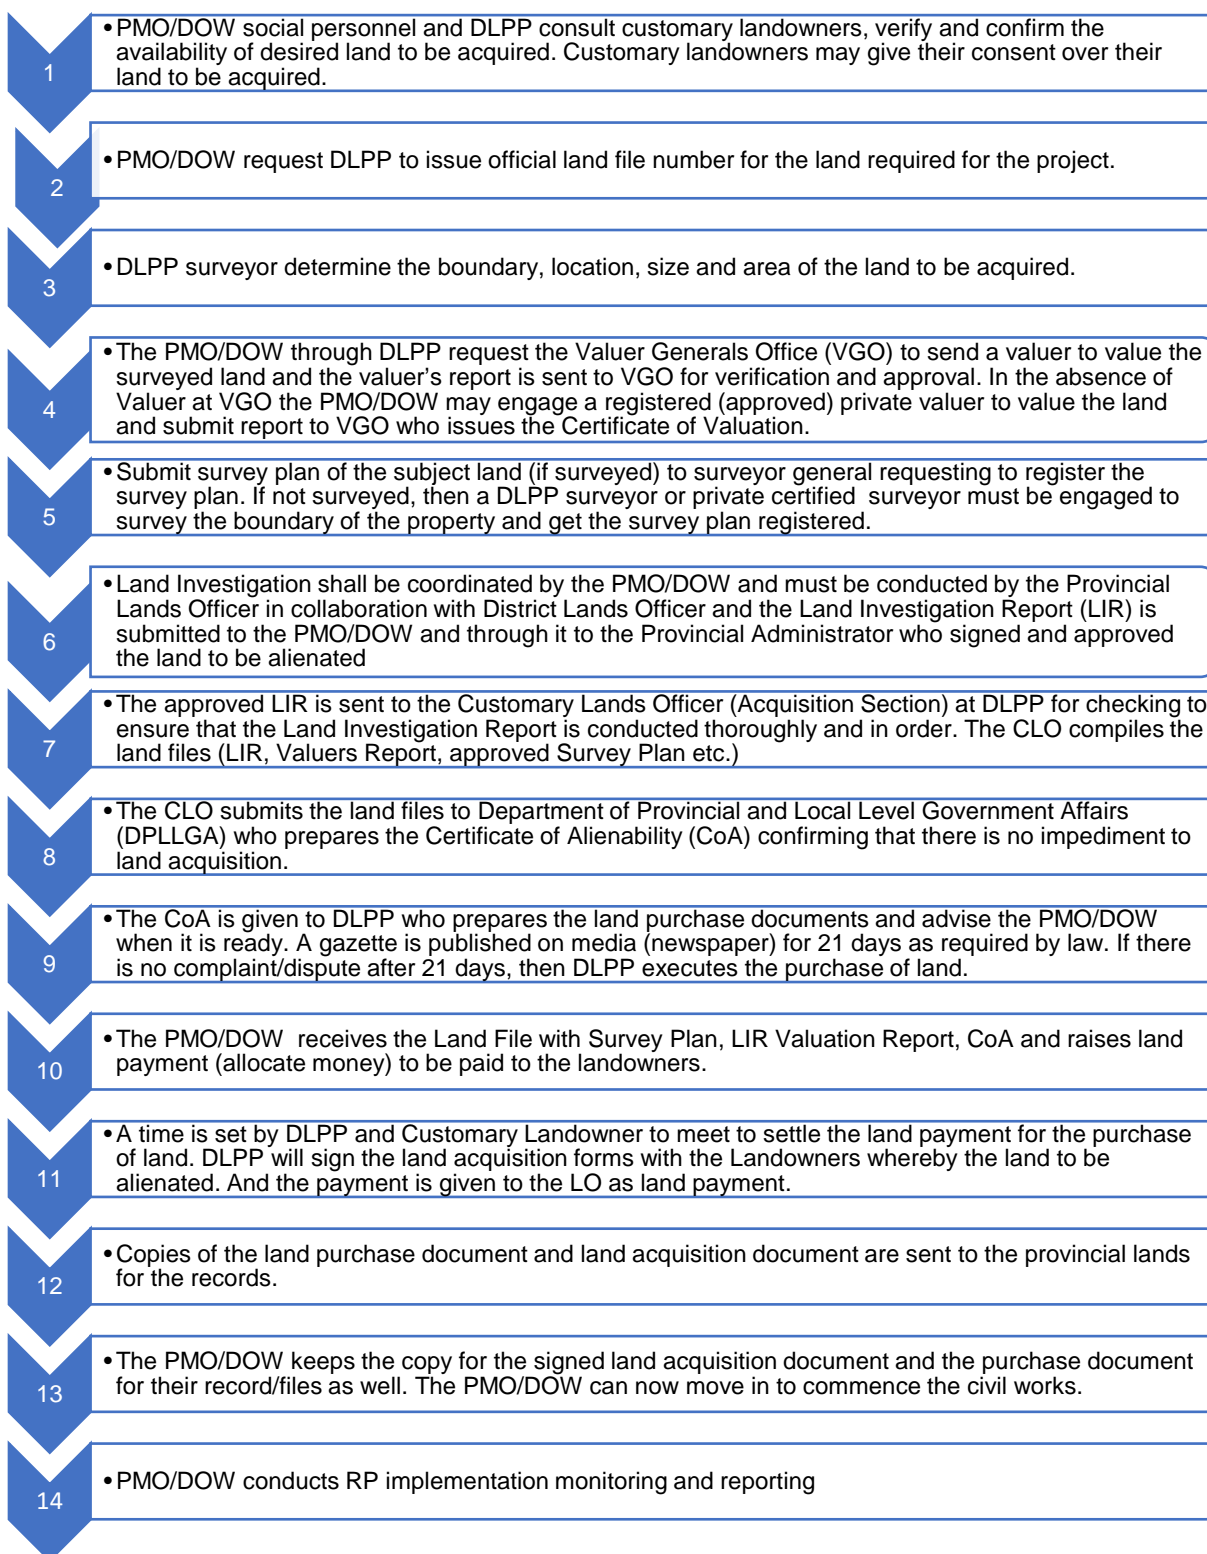 1
•PMO/DOW social personnel and DLPP consult customary landowners, verify and confirm the
availability of desired land to be acquired. Customary landowners may give their consent over their
land to be acquired.
2
•PMO/DOW request DLPP to issue official land file number for the land required for the project.
3
•DLPP surveyor determine the boundary, location, size and area of the land to be acquired.
4
•The PMO/DOW through DLPP request the Valuer Generals Office (VGO) to send a valuer to value the
surveyed land and the valuer’s report is sent to VGO for verification and approval. In the absence of
Valuer at VGO the PMO/DOW may engage a registered (approved) private valuer to value the land
and submit report to VGO who issues the Certificate of Valuation.
5
•Submit survey plan of the subject land (if surveyed) to surveyor general requesting to register the
survey plan. If not surveyed, then a DLPP surveyor or private certified  surveyor must be engaged to
survey the boundary of the property and get the survey plan registered.
6
•Land Investigation shall be coordinated by the PMO/DOW and must be conducted by the Provincial
Lands Officer in collaboration with District Lands Officer and the Land Investigation Report (LIR) is
submitted to the PMO/DOW and through it to the Provincial Administrator who signed and approved
the land to be alienated
7
•The approved LIR is sent to the Customary Lands Officer (Acquisition Section) at DLPP for checking to
ensure that the Land Investigation Report is conducted thoroughly and in order. The CLO compiles the
land files (LIR, Valuers Report, approved Survey Plan etc.)
8
•The CLO submits the land files to Department of Provincial and Local Level Government Affairs
(DPLLGA) who prepares the Certificate of Alienability (CoA) confirming that there is no impediment to
land acquisition.
9
•The CoA is given to DLPP who prepares the land purchase documents and advise the PMO/DOW
when it is ready. A gazette is published on media (newspaper) for 21 days as required by law. If there
is no complaint/dispute after 21 days, then DLPP executes the purchase of land.
10
•The PMO/DOW  receives the Land File with Survey Plan, LIR Valuation Report, CoA and raises land
payment (allocate money) to be paid to the landowners.
11
•A time is set by DLPP and Customary Landowner to meet to settle the land payment for the purchase
of land. DLPP will sign the land acquisition forms with the Landowners whereby the land to be
alienated. And the payment is given to the LO as land payment.
12
•Copies of the land purchase document and land acquisition document are sent to the provincial lands
for the records.
13
•The PMO/DOW keeps the copy for the signed land acquisition document and the purchase document
for their record/files as well. The PMO/DOW can now move in to commence the civil works.
14
•PMO/DOW conducts RP implementation monitoring and reporting